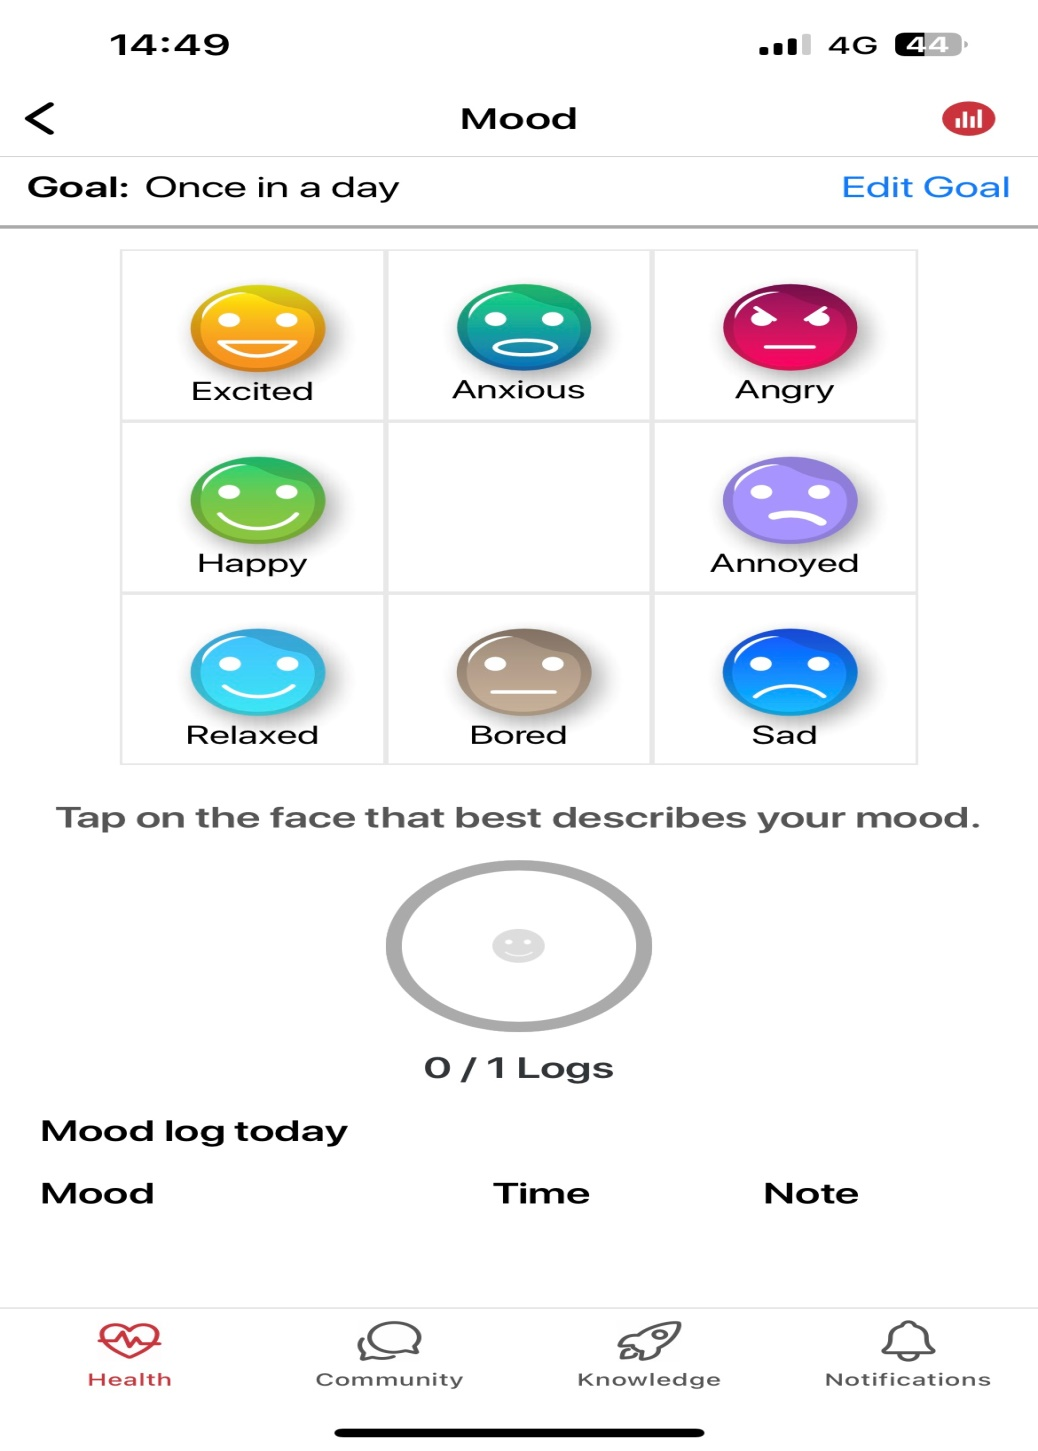 14:49 4G 44
Mood
Goal: Once in a day Edit Goal
Excited Anxious Angry
Happy Annoyed
Relaxed Bored Sad
Tap on the face that best describes your mood.
0 / 1 Logs
Mood log today
Mood Time Note
Health Community Knowledge Notifications